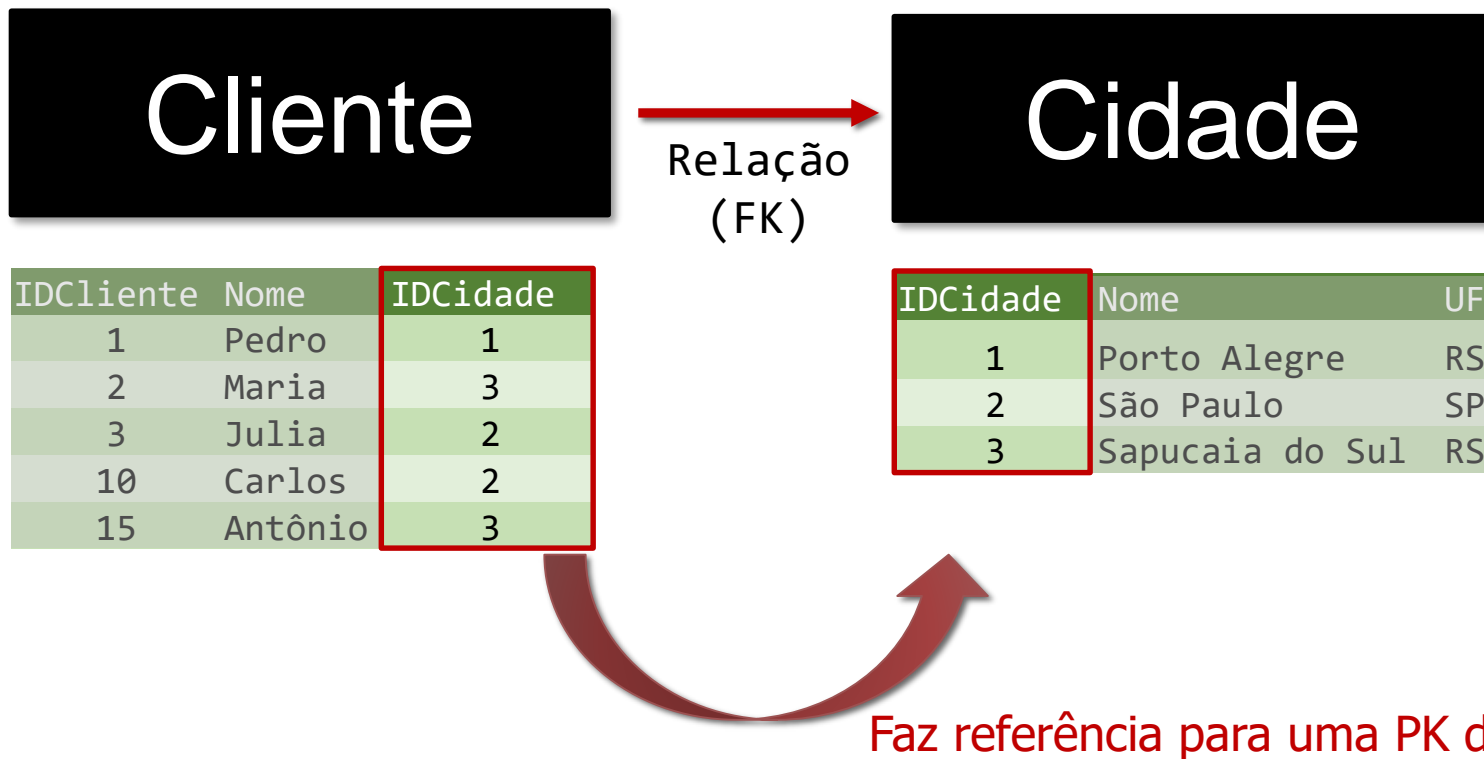 Cliente
Relação
(FK)
Cidade
IDCliente Nome IDCidade
1 Pedro 1
2 Maria 3
3 Julia 2
10 Carlos 2
15 Antônio 3
IDCidade Nome UF
1 Porto Alegre RS
2 São Paulo SP
3 Sapucaia do Sul RS
Faz referência para uma PK d